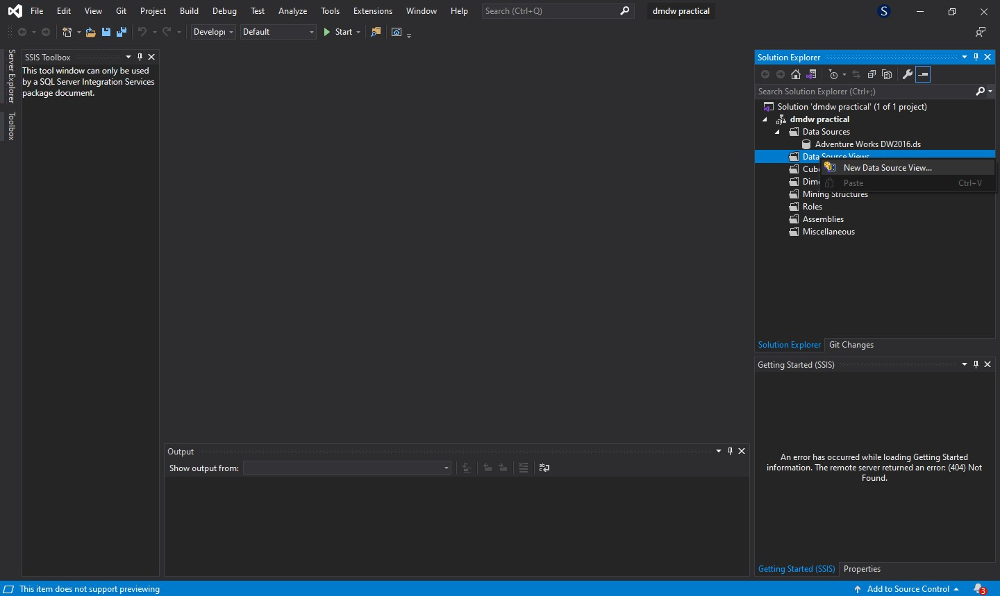 File Edit View Git Project Build Debug Test Analyze Tools Extensions Window Help Search (Ctrl+Q) dmdw practical S
Default Start
Server Explorer
Toolbox
SSIS Toolbox
This tool window can only be used
by a SQL Server Integration Services
package document.
Solution Explorer
Search Solution Explorer (Ctrl+;)
Solution 'dmdw practical' (1 of 1 project)
dmdw practical
Data Sources
Adventure Works DW2016.ds
Data Source Views
New Data Source View...
Paste Ctrl+V
Mining Structures
Roles
Assemblies
Miscellaneous
Solution Explorer Git Changes
Getting Started (SSIS)
An error has occurred while loading Getting Started
information. The remote server returned an error: (404) Not
Found.
Getting Started (SSIS) Properties
Output
Show output from:
This item does not support previewing
Add to Source Control 3